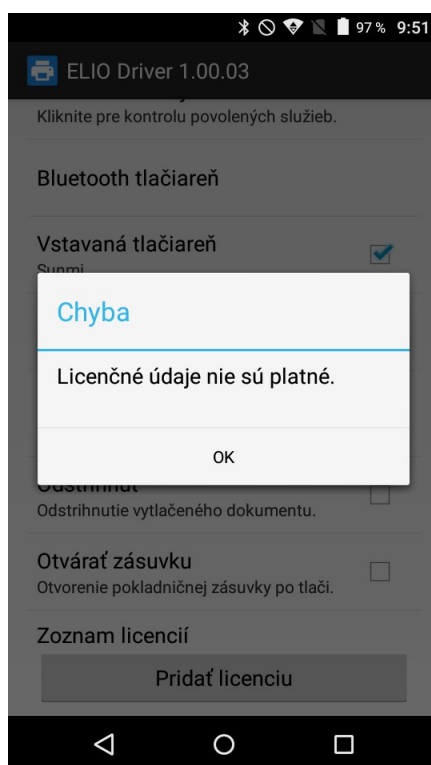 97 % 9:51
ELIO Driver 1.00.03
Kliknite pre kontrolu povolených služieb.
Bluetooth tlačiareň
Vstavaná tlačiareň
Sunmi
Chyba
Licenčné údaje nie sú platné.
OK
Odstrihnúť
Odstrihnutie vytlačeného dokumentu.
Otvárať zásuvku
Otvorenie pokladničnej zásuvky po tlači.
Zoznam licencií
Pridať licenciu